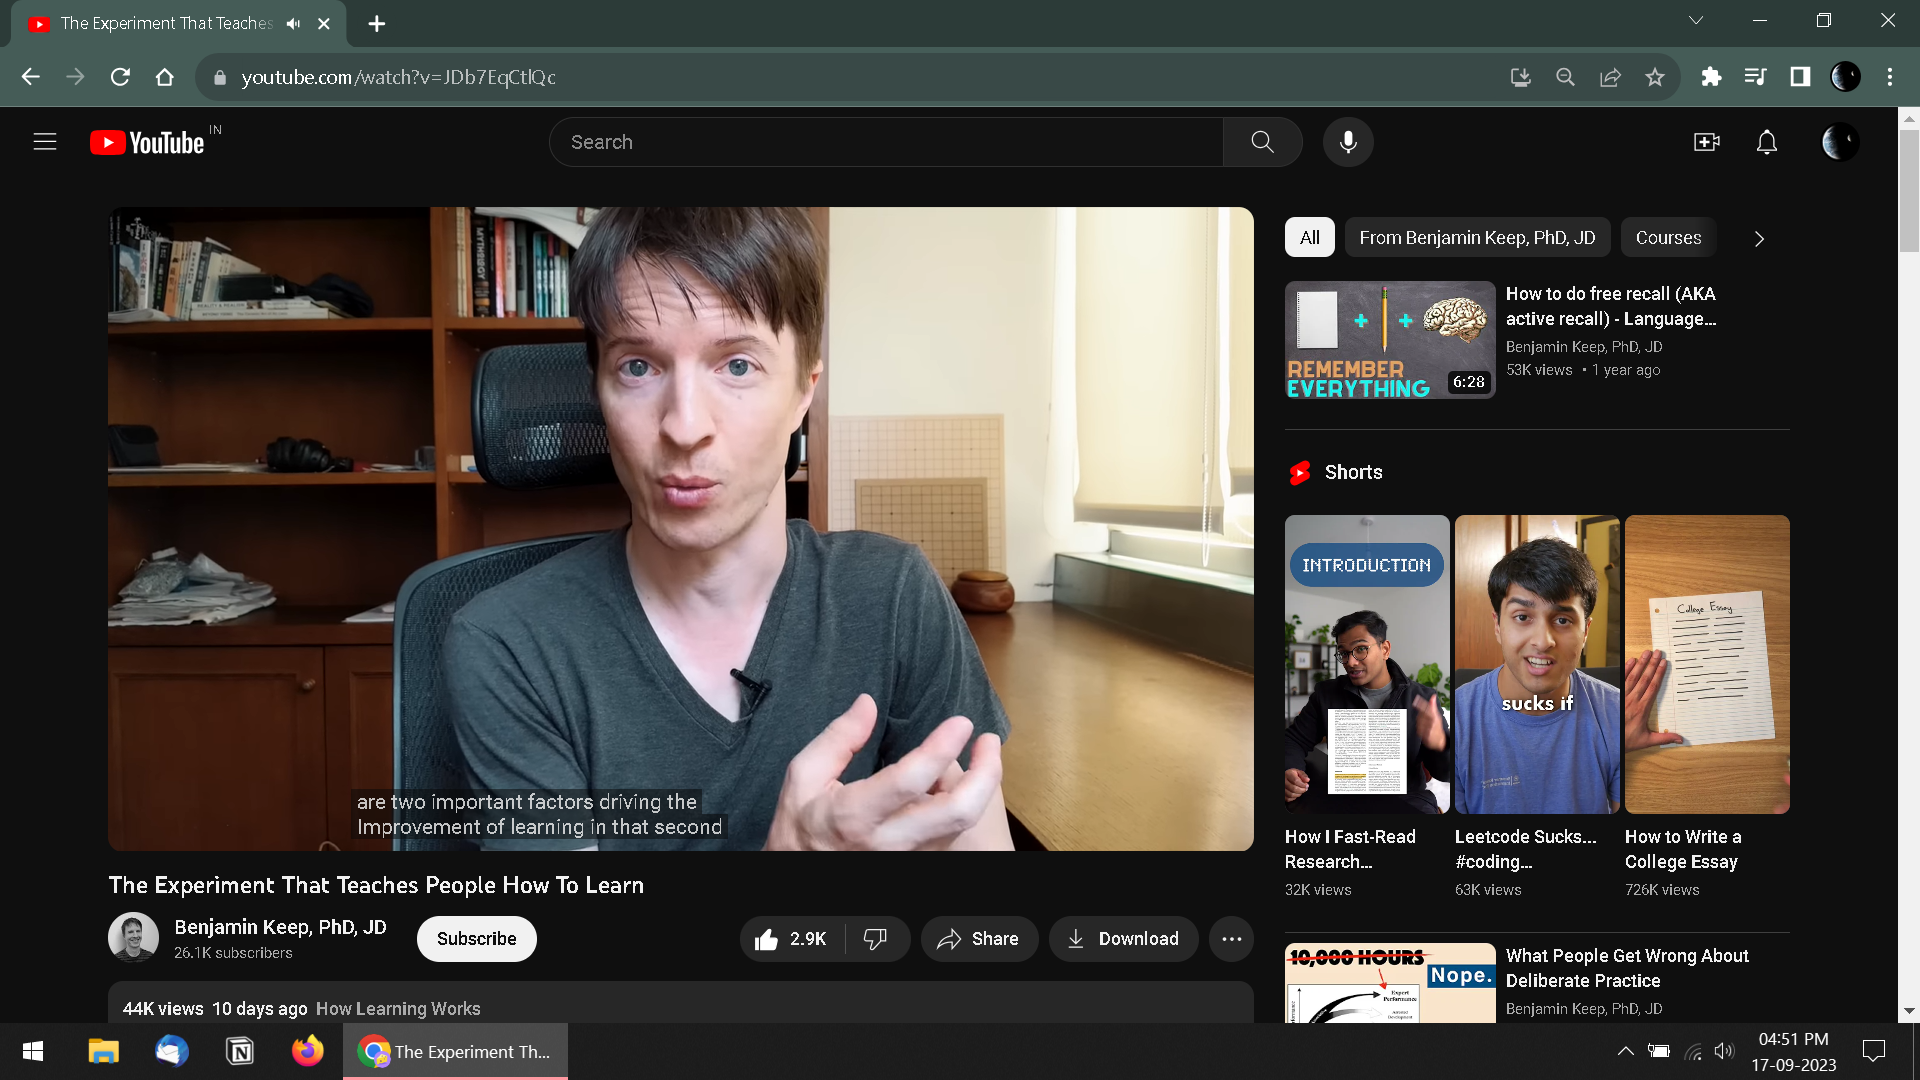 The Experiment That Teaches
youtube.com/watch?v=JDb7EqCtlQc
YouTube IN
Search
All
From Benjamin Keep, PhD, JD
Courses
MYTHOLOGY
REMEMBER
EVERYTHING
6:28
How to do free recall (AKA
active recall) - Language...
Benjamin Keep, PhD, JD
53K views • 1 year ago
Shorts
INTRODUCTION
College Essay
sucks if
are two important factors driving the
Improvement of learning in that second
How I Fast-Read
Research...
32K views
Leetcode Sucks...
#coding...
63K views
How to Write a
College Essay
726K views
The Experiment That Teaches People How To Learn
Benjamin Keep, PhD, JD
26.1K subscribers
Subscribe
2.9K
Share
Download
44K views 10 days ago How Learning Works
10,000 HOURS
Nope.
Expert
Performance
What People Get Wrong About
Deliberate Practice
Benjamin Keep, PhD, JD
The Experiment Th...
04:51 PM
17-09-2023